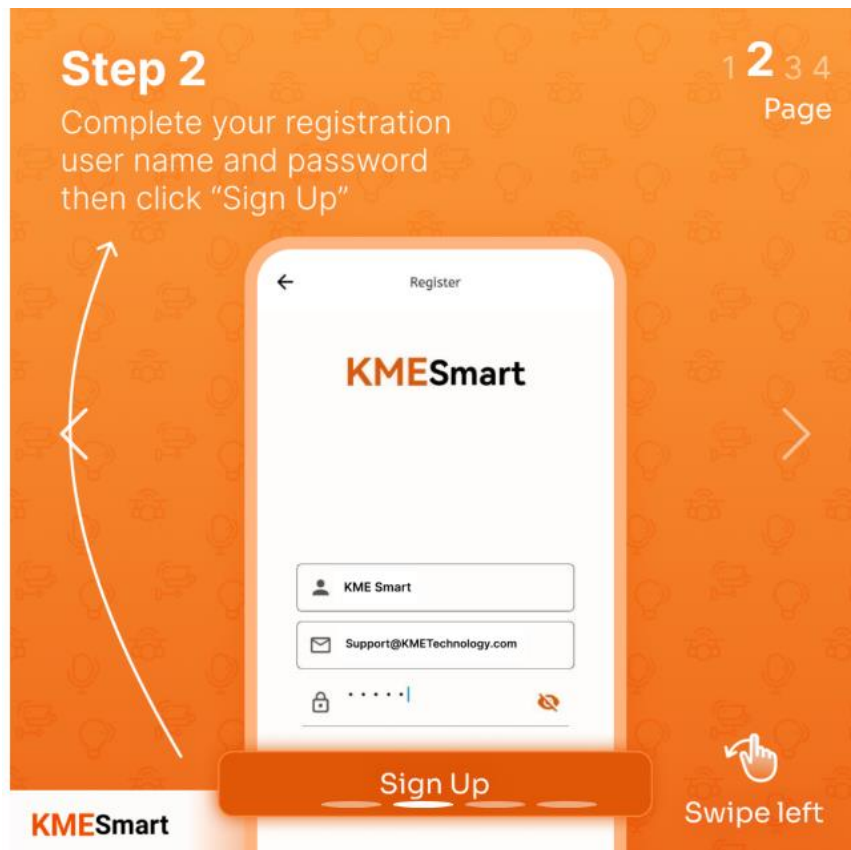 Step 2
Complete your registration
user name and password
then click “Sign Up”
1 2 3 4
Page
Register
KMESmart
KME Smart
Support@KMETechnology.com
Sign Up
Swipe left
KMESmart